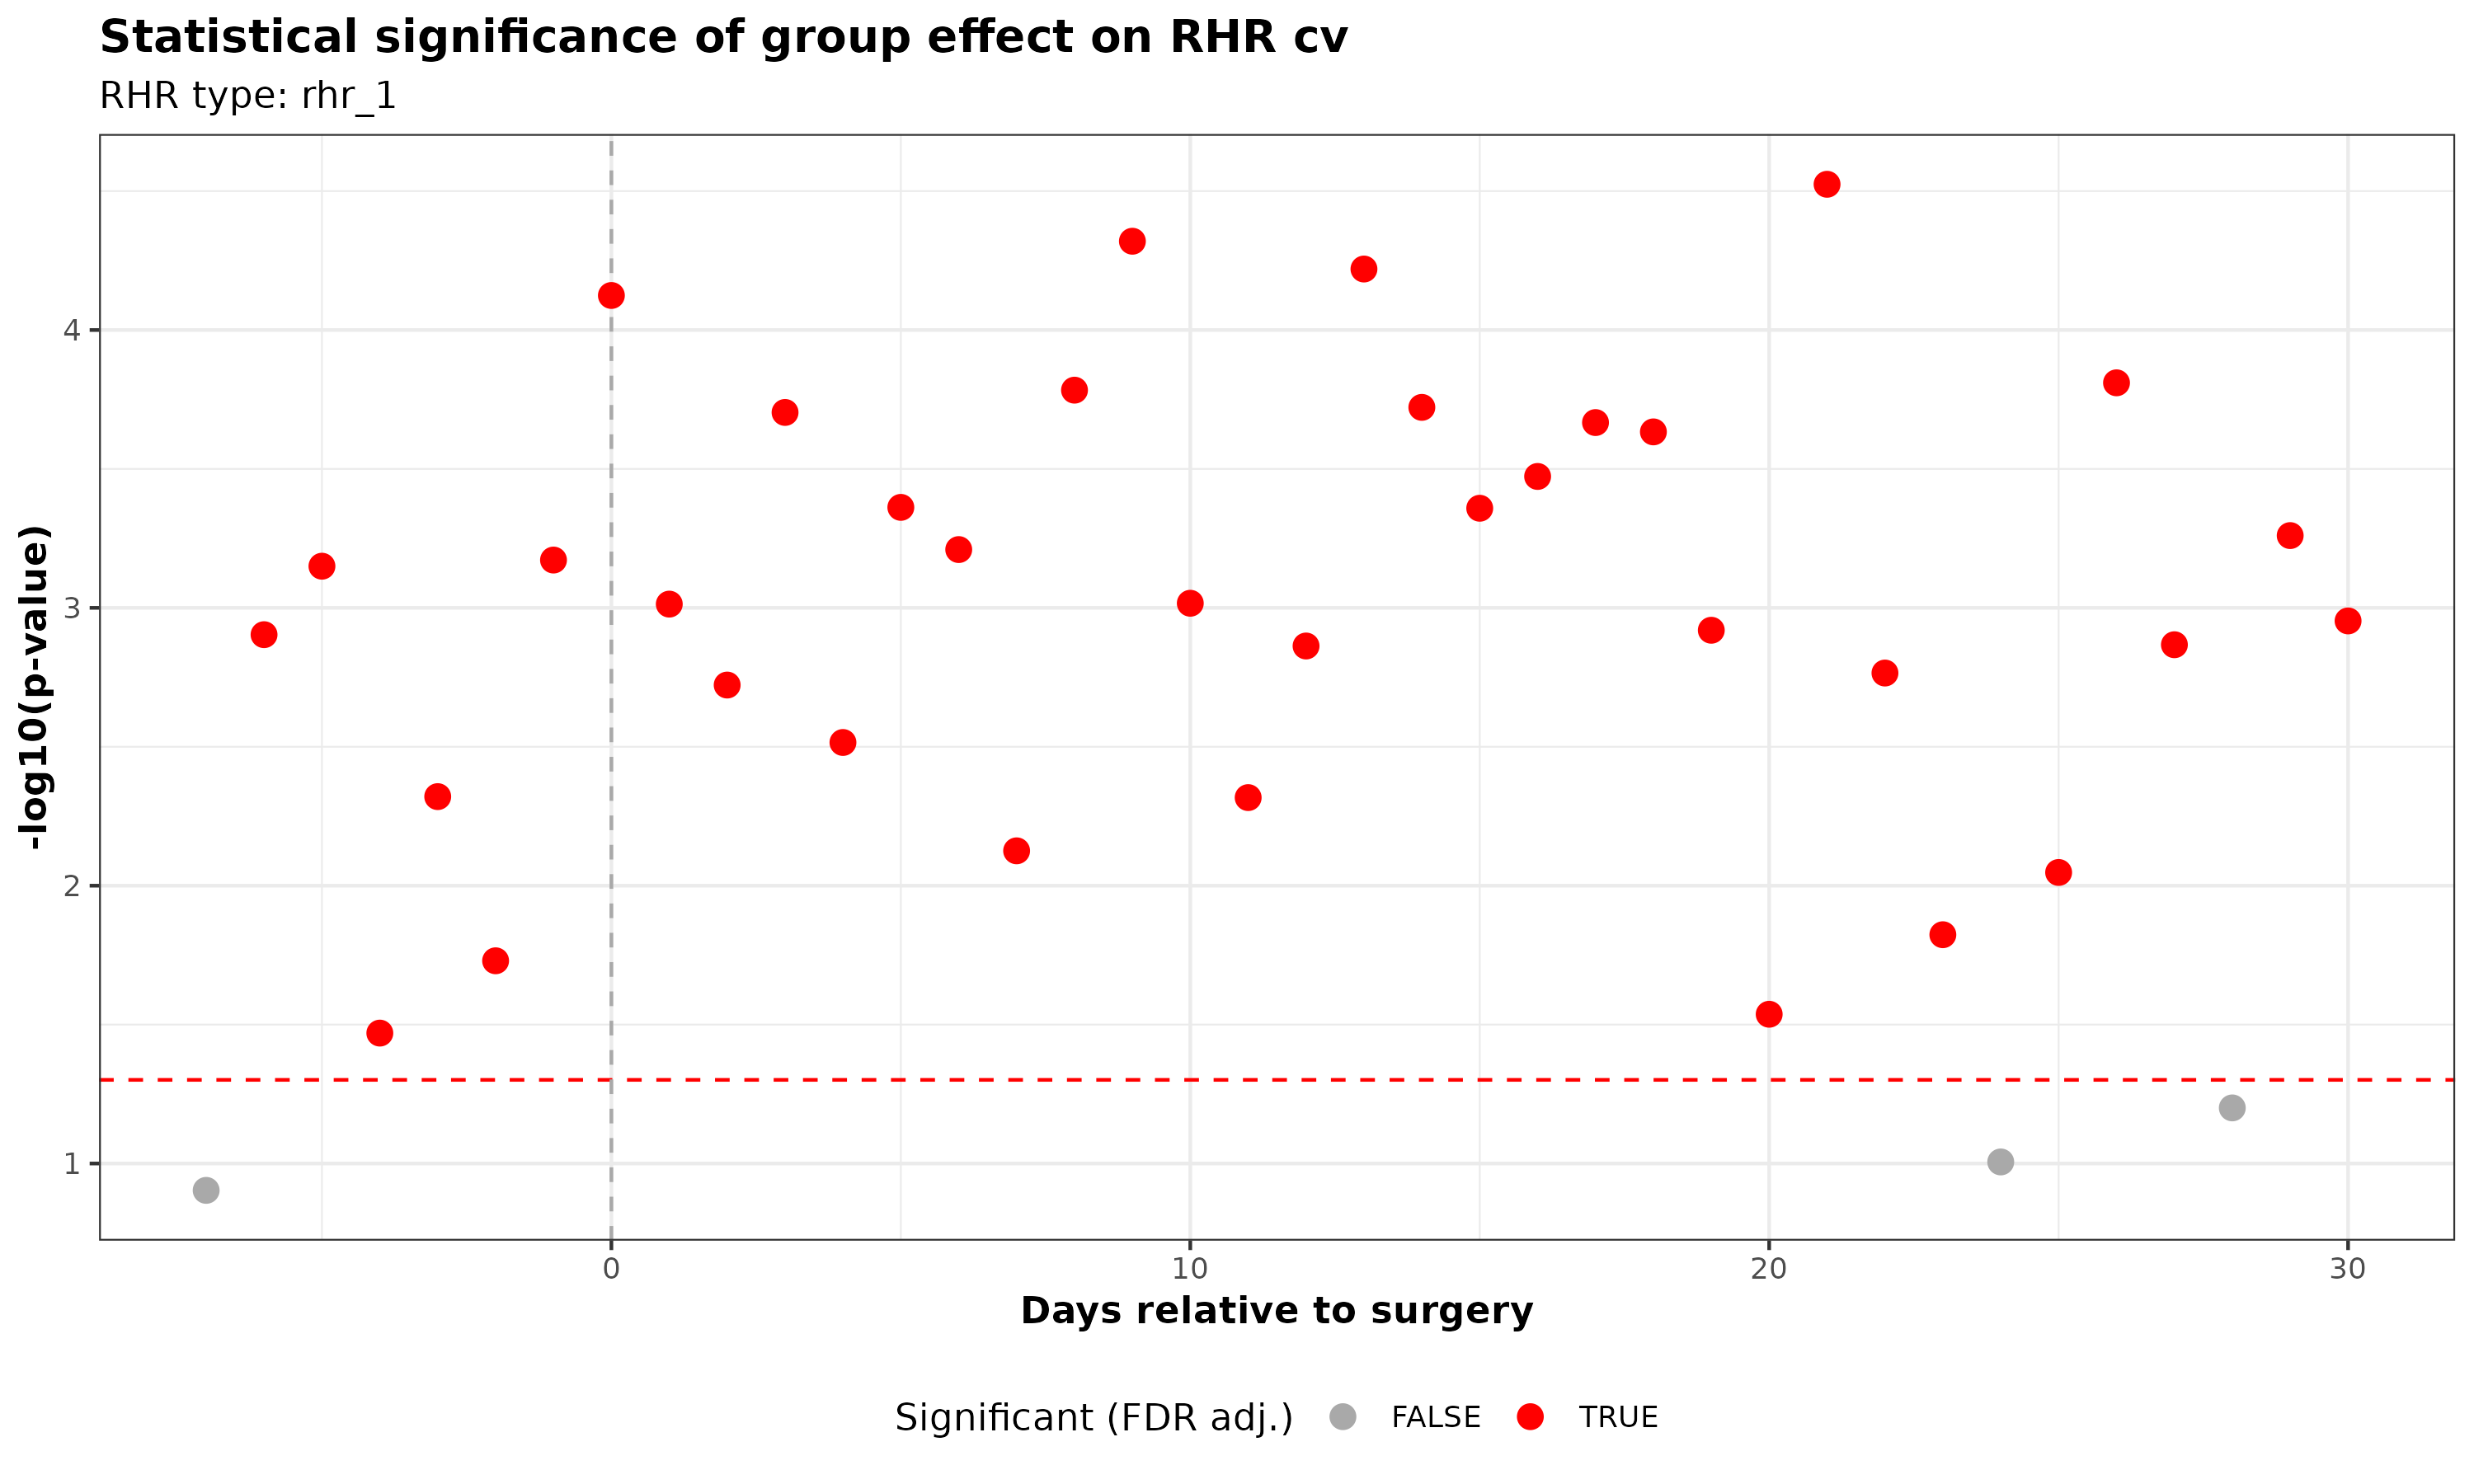 Statistical significance of group effect on RHR cv
RHR type: rhr_1
-log10(p-value)
4
3
2
1
0 10 20 30
Days relative to surgery
Significant (FDR adj.) FALSE TRUE